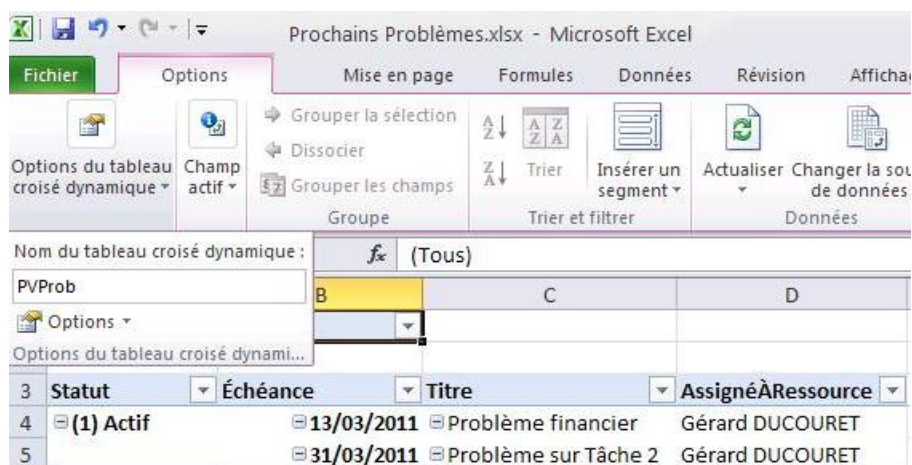 Prochains Problèmes.xlsx - Microsoft Excel
Fichier Options Mise en page Formules Données Révision Afficha
Options du tableau croisé dynamique
Champ actif
Grouper la sélection
Dissocier
Grouper les champs
Groupe
Trier
Insérer un segment
Trier et filtrer
Actualiser
Changer la sou
de données
Données
Nom du tableau croisé dynamique :
PVProb
Options
Options du tableau croisé dynami...
fx (Tous)
B C D
3 Statut Échéance Titre AssignéÀRessource
4 (1) Actif 13/03/2011 Problème financier Gérard DUCOURET
5 31/03/2011 Problème sur Tâche 2 Gérard DUCOURET